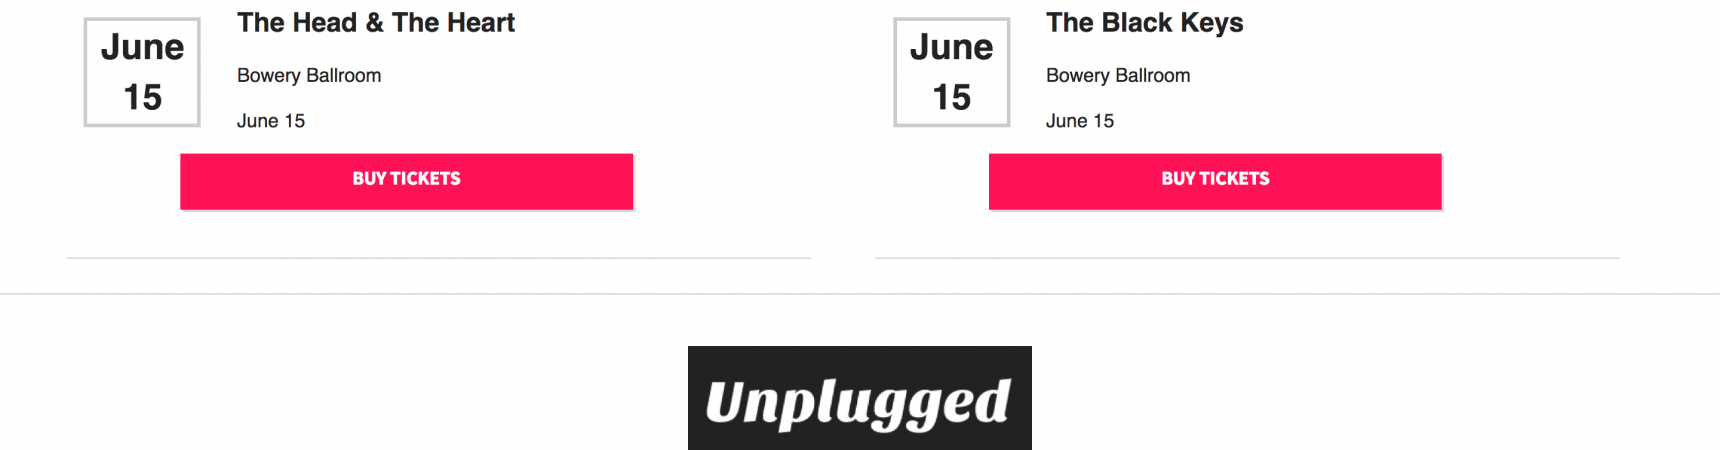 June
15
The Head & The Heart
Bowery Ballroom
June 15
BUY TICKETS
June
15
The Black Keys
Bowery Ballroom
June 15
BUY TICKETS
Unplugged